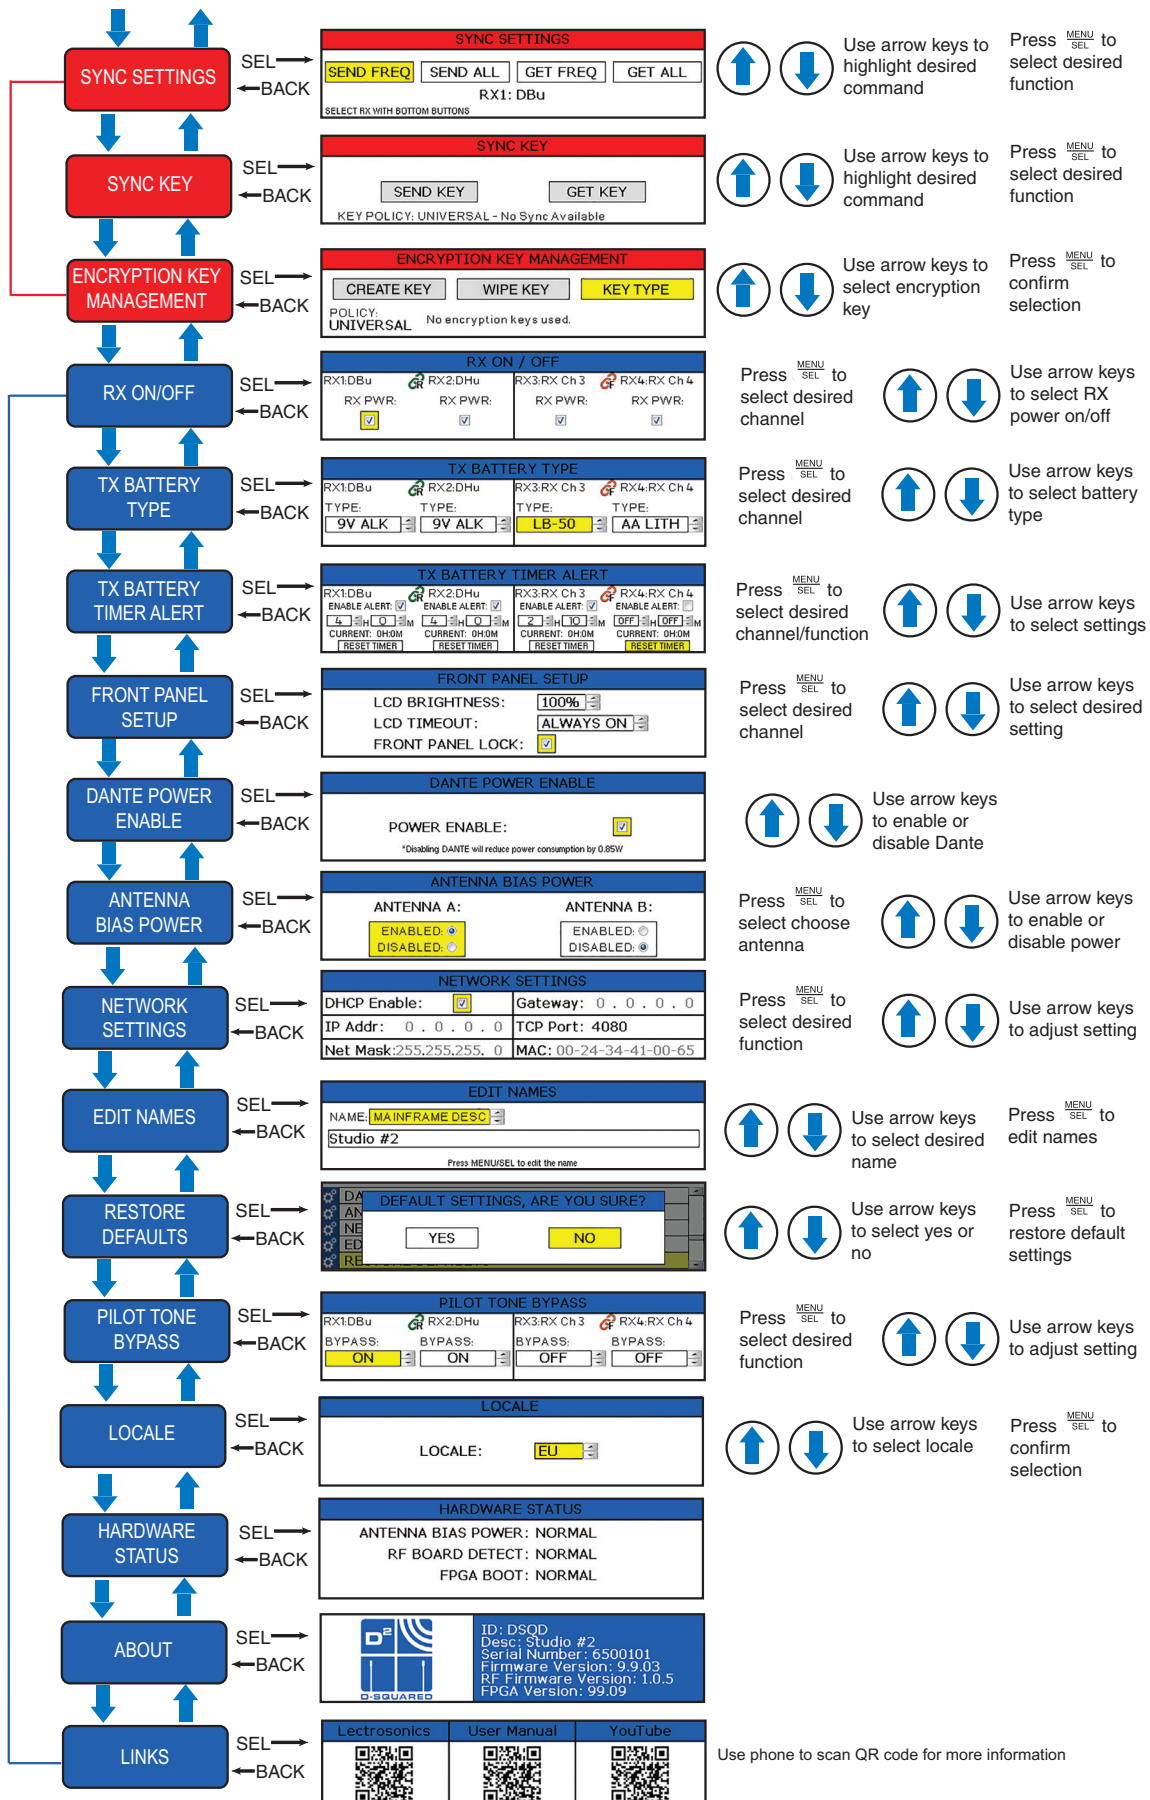 SYNC SETTINGS
SEL
BACK
SYNC SETTINGS
SEND FREQ SEND ALL GET FREQ GET ALL
RX1: DBu
SELECT RX WITH BOTTOM BUTTONS
Use arrow keys to
highlight desired
command
Press MENU/SEL to
select desired
function
SYNC KEY
SEL
BACK
SYNC KEY
SEND KEY GET KEY
KEY POLICY: UNIVERSAL - No Sync Available
Use arrow keys to
highlight desired
command
Press MENU/SEL to
select desired
function
ENCRYPTION KEY
MANAGEMENT
SEL
BACK
ENCRYPTION KEY MANAGEMENT
CREATE KEY WIPE KEY KEY TYPE
POLICY:
UNIVERSAL No encryption keys used.
Use arrow keys to
select encryption
key
Press MENU/SEL to
confirm
selection
RX ON/OFF
SEL
BACK
RX ON / OFF
RX1:DBu R RX2:DHu RX3:RX Ch 3 F RX4:RX Ch 4
RX PWR: RX PWR: RX PWR: RX PWR:
Press MENU/SEL to
select desired
channel
Use arrow keys
to select RX
power on/off
TX BATTERY
TYPE
SEL
BACK
TX BATTERY TYPE
RX1:DBu R RX2:DHu RX3:RX Ch 3 F RX4:RX Ch 4
TYPE: TYPE: TYPE: TYPE:
9V ALK 9V ALK LB-50 AA LITH
Press MENU/SEL to
select desired
channel
Use arrow keys
to select battery
type
TX BATTERY
TIMER ALERT
SEL
BACK
TX BATTERY TIMER ALERT
RX1:DBu R RX2:DHu RX3:RX Ch 3 F RX4:RX Ch 4
ENABLE ALERT: ENABLE ALERT: ENABLE ALERT: ENABLE ALERT:
4 H 0 M 4 H 0 M 2 H 10 M OFF H OFF M
CURRENT: 0H:0M CURRENT: 0H:0M CURRENT: 0H:0M CURRENT: 0H:0M
RESET TIMER RESET TIMER RESET TIMER RESET TIMER
Press MENU/SEL to
select desired
channel/function
Use arrow keys
to select settings
FRONT PANEL
SETUP
SEL
BACK
FRONT PANEL SETUP
LCD BRIGHTNESS: 100%
LCD TIMEOUT: ALWAYS ON
FRONT PANEL LOCK:
Press MENU/SEL to
select desired
channel
Use arrow keys
to select desired
setting
DANTE POWER
ENABLE
SEL
BACK
DANTE POWER ENABLE
POWER ENABLE:
*Disabling DANTE will reduce power consumption by 0.85W
Use arrow keys
to enable or
disable Dante
ANTENNA
BIAS POWER
SEL
BACK
ANTENNA BIAS POWER
ANTENNA A: ANTENNA B:
ENABLED: ENABLED:
DISABLED: DISABLED:
Press MENU/SEL to
select choose
antenna
Use arrow keys
to enable or
disable power
NETWORK
SETTINGS
SEL
BACK
NETWORK SETTINGS
DHCP Enable: Gateway: 0 . 0 . 0 . 0
IP Addr: 0 . 0 . 0 . 0 TCP Port: 4080
Net Mask:255.255.255. 0 MAC: 00-24-34-41-00-65
Press MENU/SEL to
select desired
function
Use arrow keys
to adjust setting
EDIT NAMES
SEL
BACK
EDIT NAMES
NAME: MAINFRAME DESC
Studio #2
Press MENU/SEL to edit the name
Use arrow keys
to select desired
name
Press MENU/SEL to
edit names
RESTORE
DEFAULTS
SEL
BACK
DA
DEFAULT SETTINGS, ARE YOU SURE?
AN
NE
YES NO
ED
RE
Use arrow keys
to select yes or
no
Press MENU/SEL to
restore default
settings
PILOT TONE
BYPASS
SEL
BACK
PILOT TONE BYPASS
RX1:DBu R RX2:DHu RX3:RX Ch 3 F RX4:RX Ch 4
BYPASS: BYPASS: BYPASS: BYPASS:
ON ON OFF OFF
Press MENU/SEL to
select desired
function
Use arrow keys
to adjust setting
LOCALE
SEL
BACK
LOCALE
LOCALE: EU
Use arrow keys
to select locale
Press MENU/SEL to
confirm
selection
HARDWARE
STATUS
SEL
BACK
HARDWARE STATUS
ANTENNA BIAS POWER: NORMAL
RF BOARD DETECT: NORMAL
FPGA BOOT: NORMAL
ABOUT
SEL
BACK
D²
D-SQUARED
ID: DSQD
Desc: Studio #2
Serial Number: 6500101
Firmware Version: 9.9.03
RF Firmware Version: 1.0.5
FPGA Version: 99.09
LINKS
SEL
BACK
Lectrosonics User Manual YouTube
Use phone to scan QR code for more information